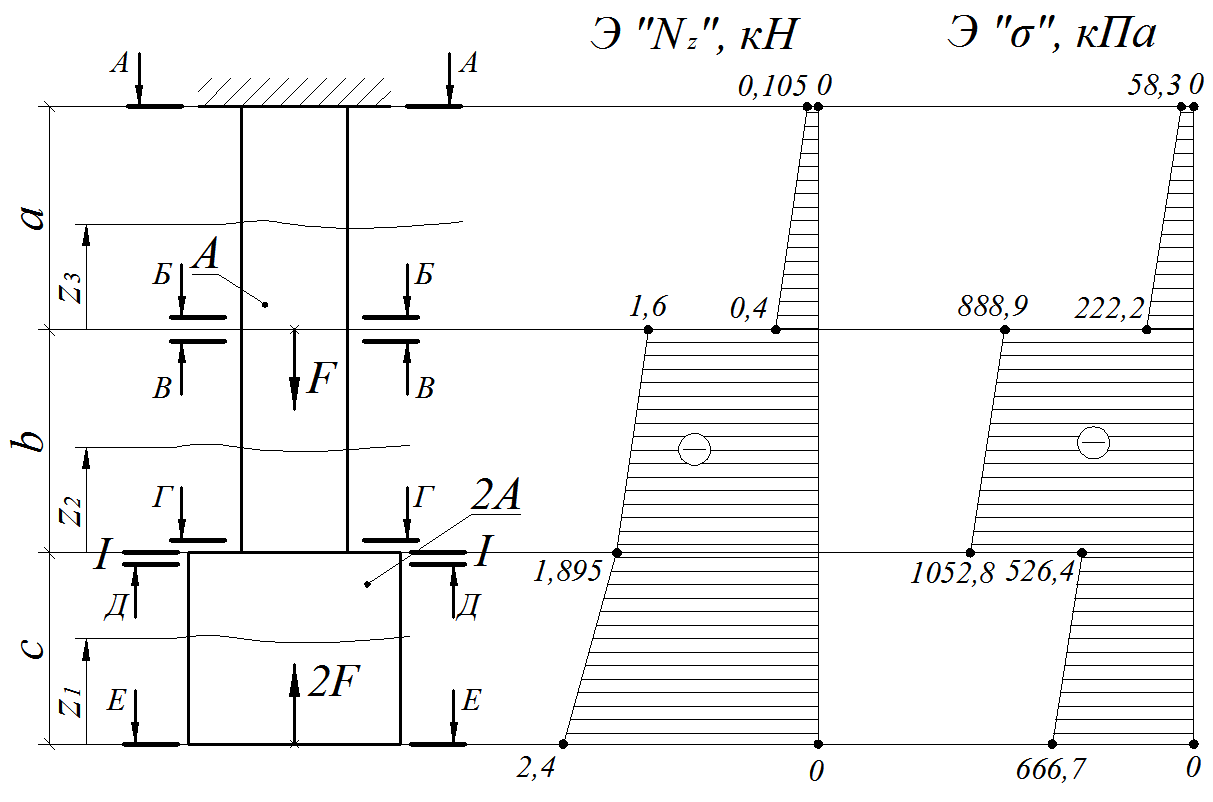 Э "Nz", кН
Э "σ", кПа
А
А
0,105 0
58,3 0
a
z3
Б
А
Б
1,6
0,4
888,9
222,2
В
F
В
b
z2
Г
Г
2А
I
I
1,895
1052,8
526,4
Д
Д
c
z1
Е
2F
Е
2,4
0
666,7
0